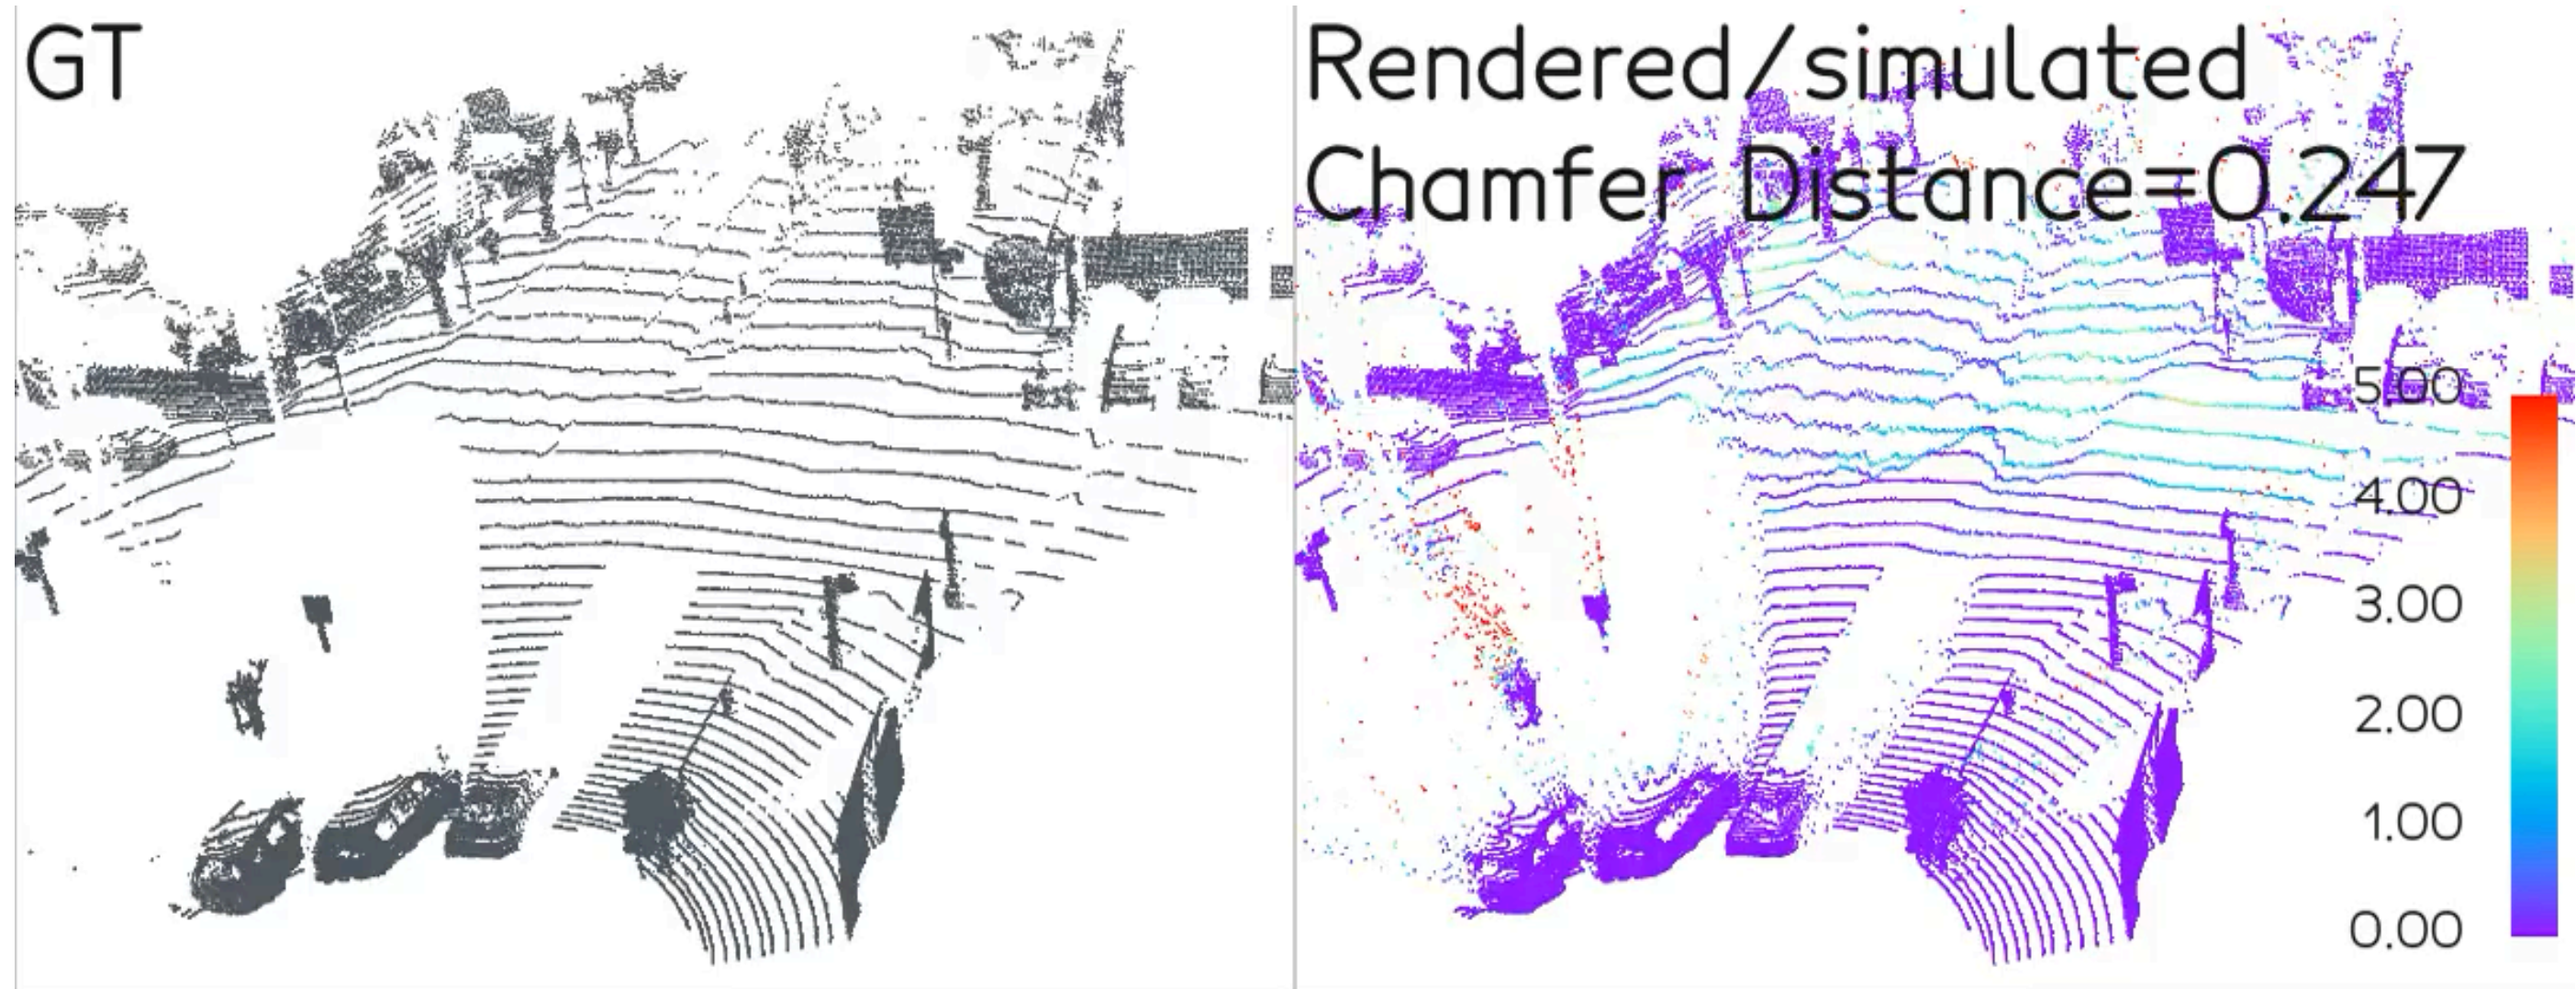 GT
Rendered/simulated
Chamfer Distance=0.247
5.00
4.00
3.00
2.00
1.00
0.00